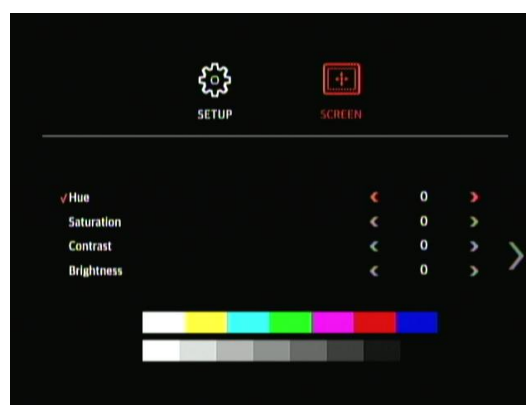 SETUP SCREEN
√ Hue < 0 >
Saturation < 0 >
Contrast < 0 >
Brightness < 0 >